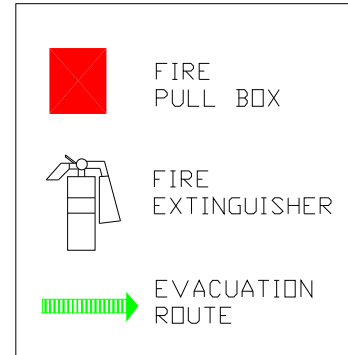 FIRE
PULL BOX
FIRE
EXTINGUISHER
EVACUATION
ROUTE